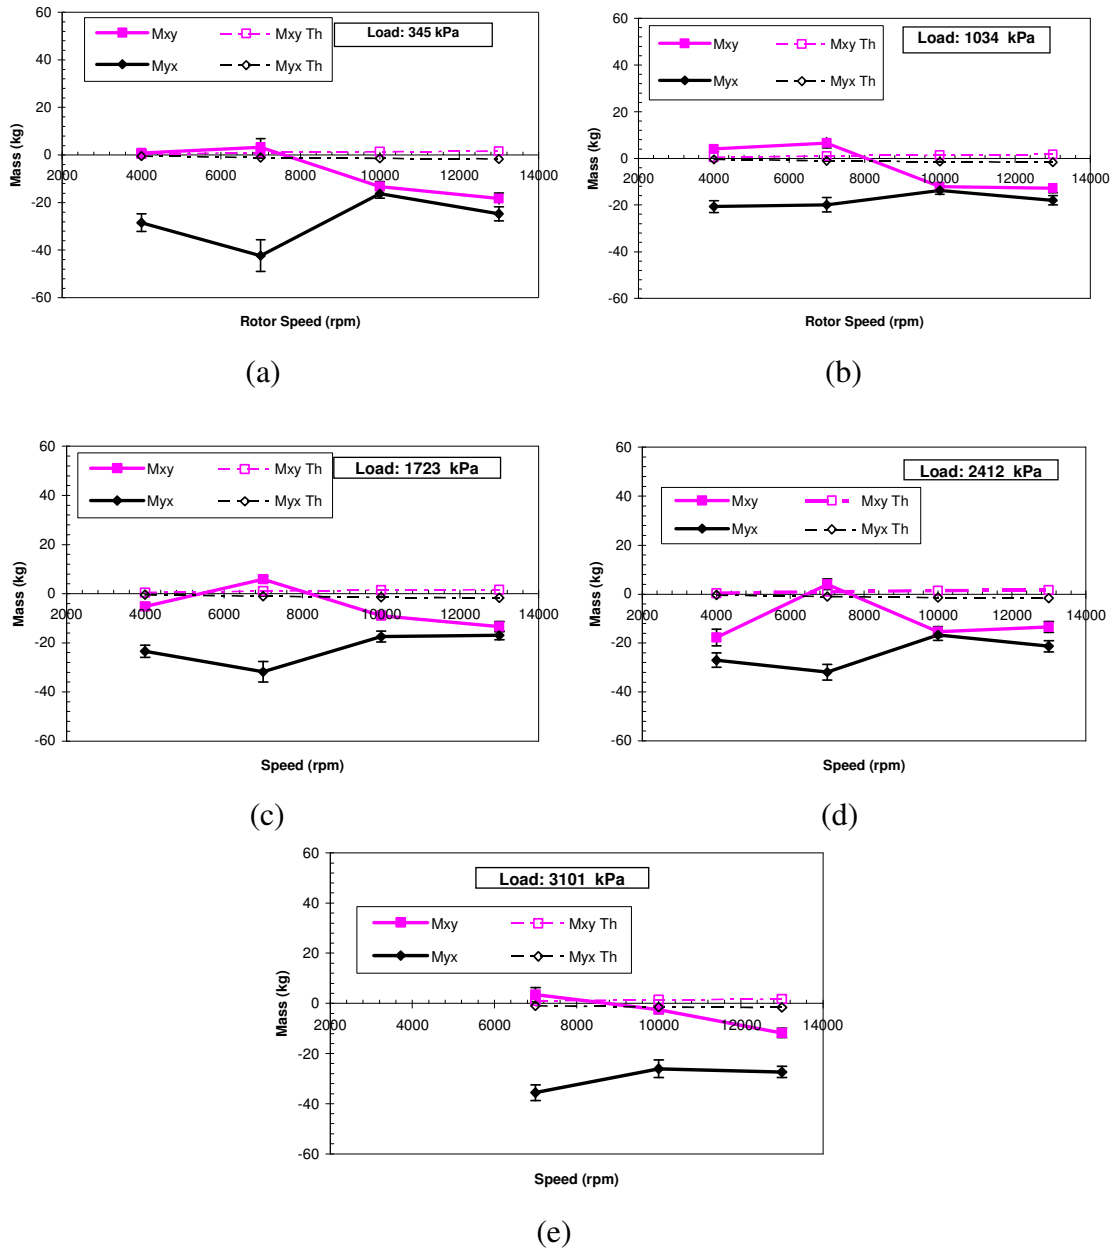 60
40
20
0
-20
-40
-60
2000 4000 6000 8000 10000 12000 14000
Mass (kg)
Rotor Speed (rpm)
Mxy Mxy Th
Myx Myx Th
Load: 345 kPa
(a)
60
40
20
0
-20
-40
-60
2000 4000 6000 8000 10000 12000 14000
Mass (kg)
Rotor Speed (rpm)
Mxy Mxy Th
Myx Myx Th
Load: 1034 kPa
(b)
60
40
20
0
-20
-40
-60
2000 4000 6000 8000 10000 12000 14000
Mass (kg)
Speed (rpm)
Mxy Mxy Th
Myx Myx Th
Load: 1723 kPa
(c)
60
40
20
0
-20
-40
-60
2000 4000 6000 8000 10000 12000 14000
Mass (kg)
Speed (rpm)
Mxy Mxy Th
Myx Myx Th
Load: 2412 kPa
(d)
60
40
20
0
-20
-40
-60
2000 4000 6000 8000 10000 12000 14000
Mass (kg)
Speed (rpm)
Load: 3101 kPa
Mxy Mxy Th
Myx Myx Th
(e)